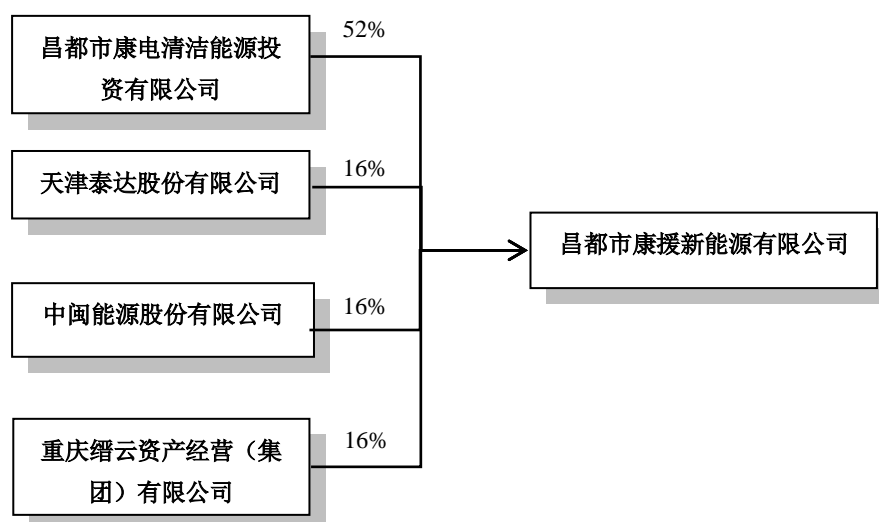 昌都市康电清洁能源投
资有限公司
52%
天津泰达股份有限公司
16%
昌都市康援新能源有限公司
中闽能源股份有限公司
16%
重庆缙云资产经营（集
团）有限公司
16%